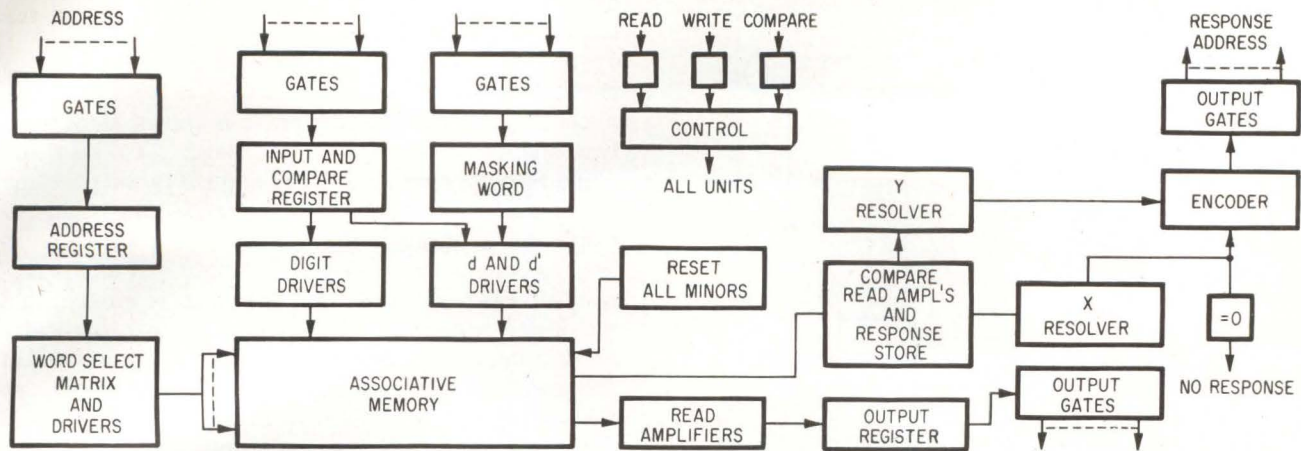 ADDRESS
GATES
ADDRESS
REGISTER
WORD SELECT
MATRIX
AND
DRIVERS
GATES
INPUT AND
COMPARE
REGISTER
DIGIT
DRIVERS
GATES
MASKING
WORD
d AND d'
DRIVERS
READ WRITE COMPARE
CONTROL
ALL UNITS
RESET
ALL MINORS
ASSOCIATIVE
MEMORY
READ
AMPLIFIERS
OUTPUT
REGISTER
OUTPUT
GATES
Y
RESOLVER
COMPARE
READ AMPL'S
AND
RESPONSE
STORE
X
RESOLVER
RESPONSE
ADDRESS
OUTPUT
GATES
ENCODER
=0
NO RESPONSE